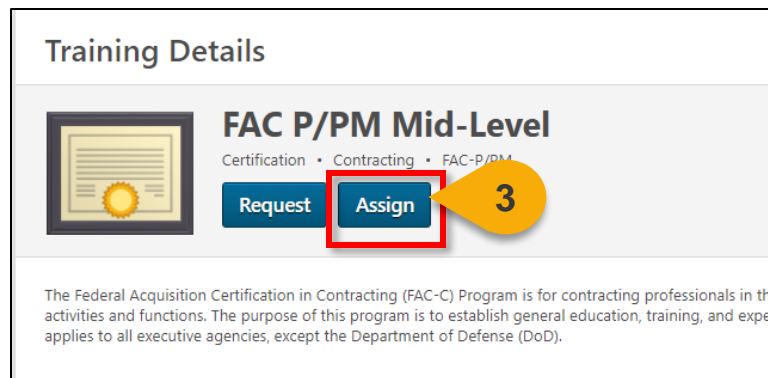 Training Details
FAC P/PM Mid-Level
Certification • Contracting • FAC-P/PM
Request Assign 3
The Federal Acquisition Certification in Contracting (FAC-C) Program is for contracting professionals in th
activities and functions. The purpose of this program is to establish general education, training, and expe
applies to all executive agencies, except the Department of Defense (DoD).